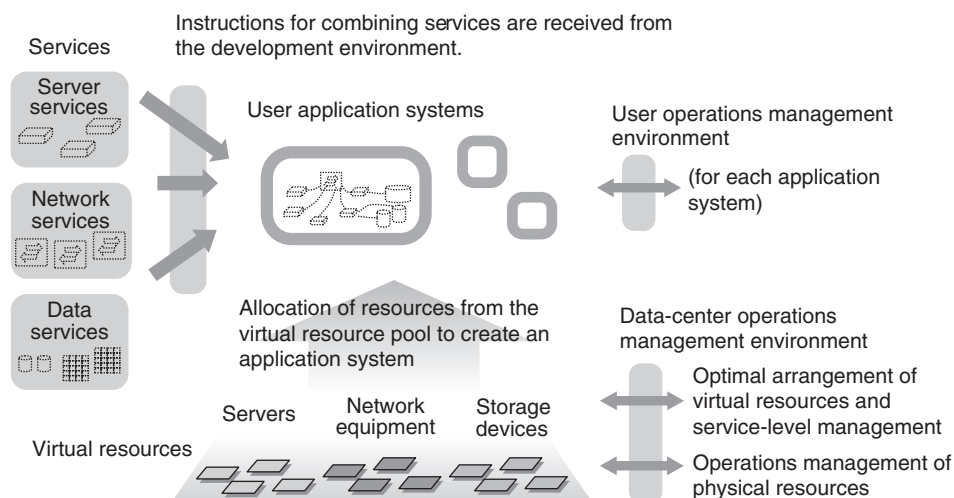 Instructions for combining services are received from
the development environment.
Services
Server
services
Network
services
Data
services
User application systems
User operations management
environment
(for each application
system)
Allocation of resources from the
virtual resource pool to create an
application system
Data-center operations
management environment
Optimal arrangement of
virtual resources and
service-level management
Operations management of
physical resources
Servers
Network
equipment
Storage
devices
Virtual resources